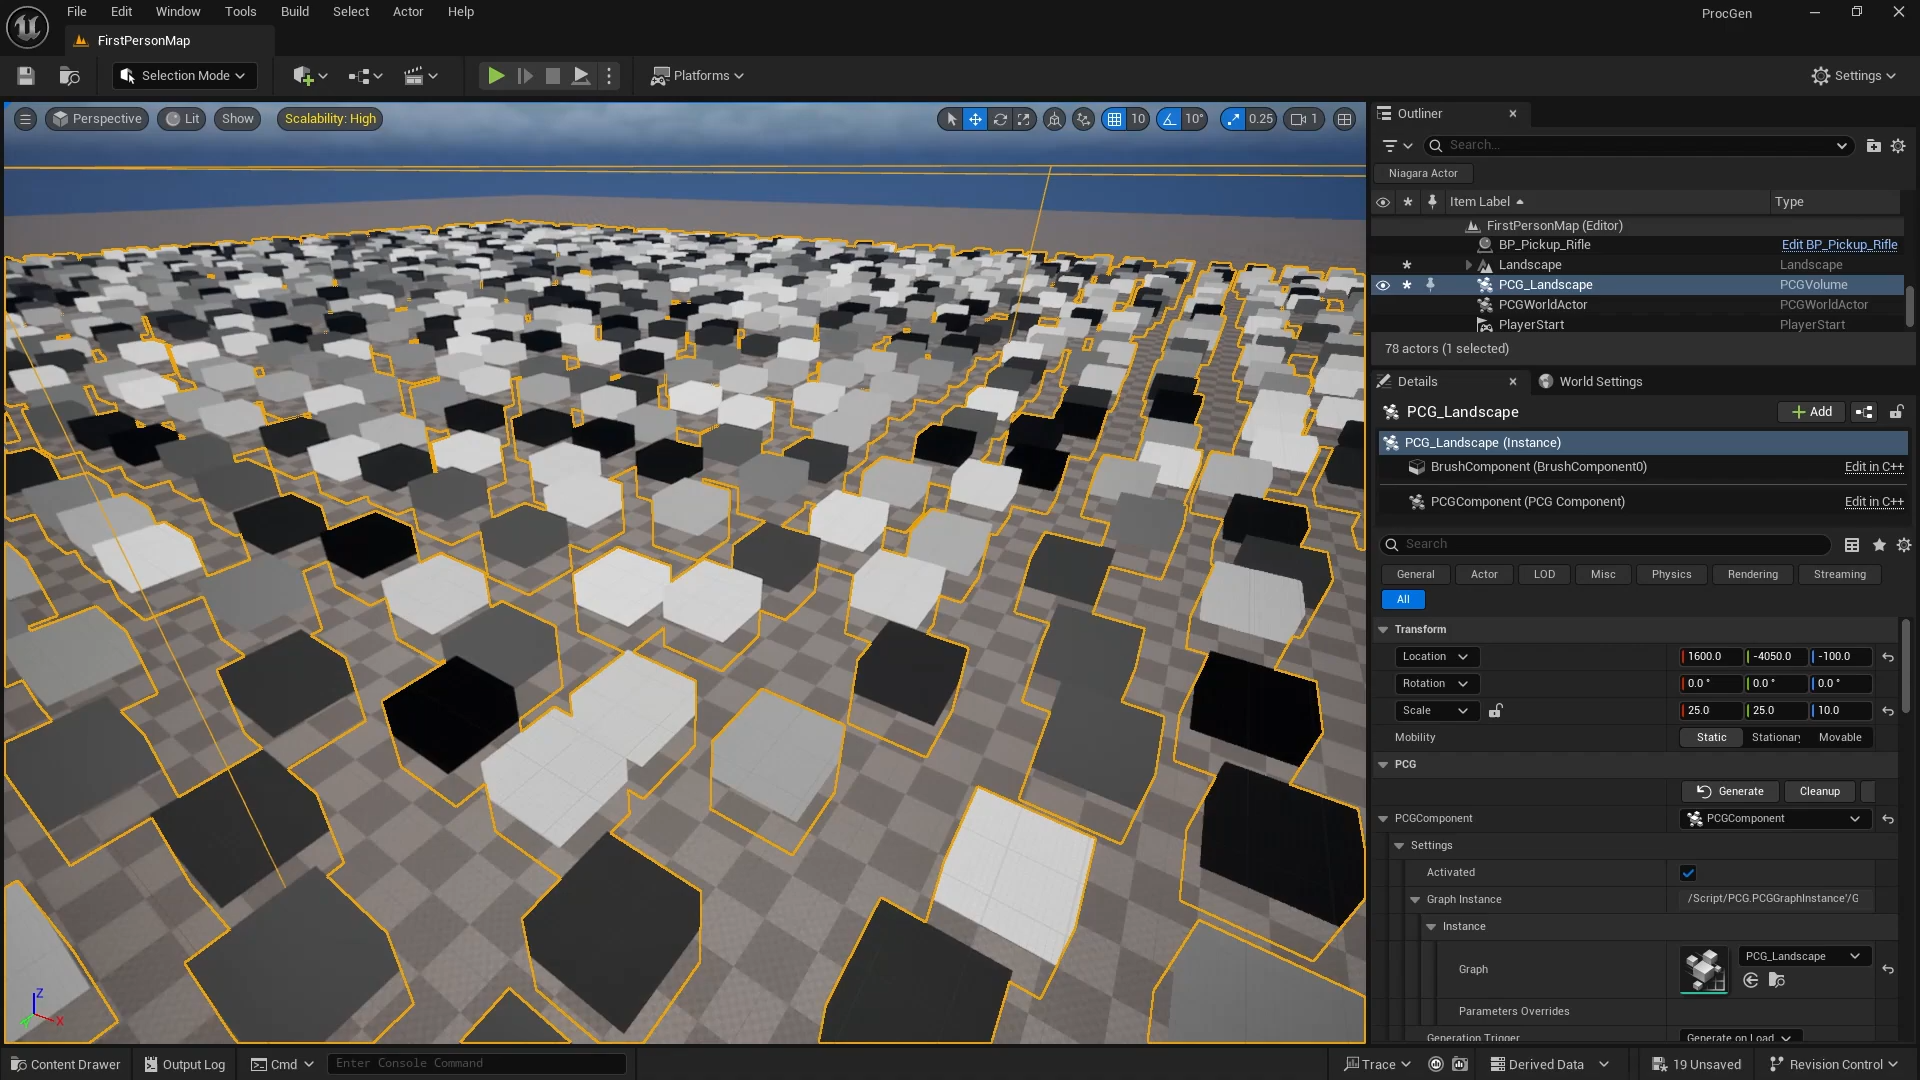 File Edit Window Tools Build Select Actor Help
ProcGen
FirstPersonMap
Selection Mode
Platforms
Settings
Perspective
Lit
Show
Scalability: High
10
10°
0.25
1
Outliner
Search...
Niagara Actor
Item Label
Type
FirstPersonMap (Editor)
BP_Pickup_Rifle Edit BP_Pickup_Rifle
Landscape Landscape
PCG_Landscape PCGVolume
PCGWorldActor PCGWorldActor
PlayerStart PlayerStart
78 actors (1 selected)
Details
World Settings
PCG_Landscape
Add
PCG_Landscape (Instance)
BrushComponent (BrushComponent0) Edit in C++
PCGComponent (PCG Component) Edit in C++
Search
General Actor LOD Misc Physics Rendering Streaming
All
Transform
Location 1600.0 -4050.0 -100.0
Rotation 0.0 ° 0.0 ° 0.0 °
Scale 25.0 25.0 10.0
Mobility Static Stationary Movable
PCG
Generate Cleanup
PCGComponent PCGComponent
Settings
Activated
Graph Instance /Script/PCG.PCGGraphInstance'/G
Instance
Graph PCG_Landscape
Parameters Overrides
Generation Trigger Generate on Load
Z
X
Content Drawer
Output Log
Cmd
Enter Console Command
Trace
Derived Data
19 Unsaved
Revision Control